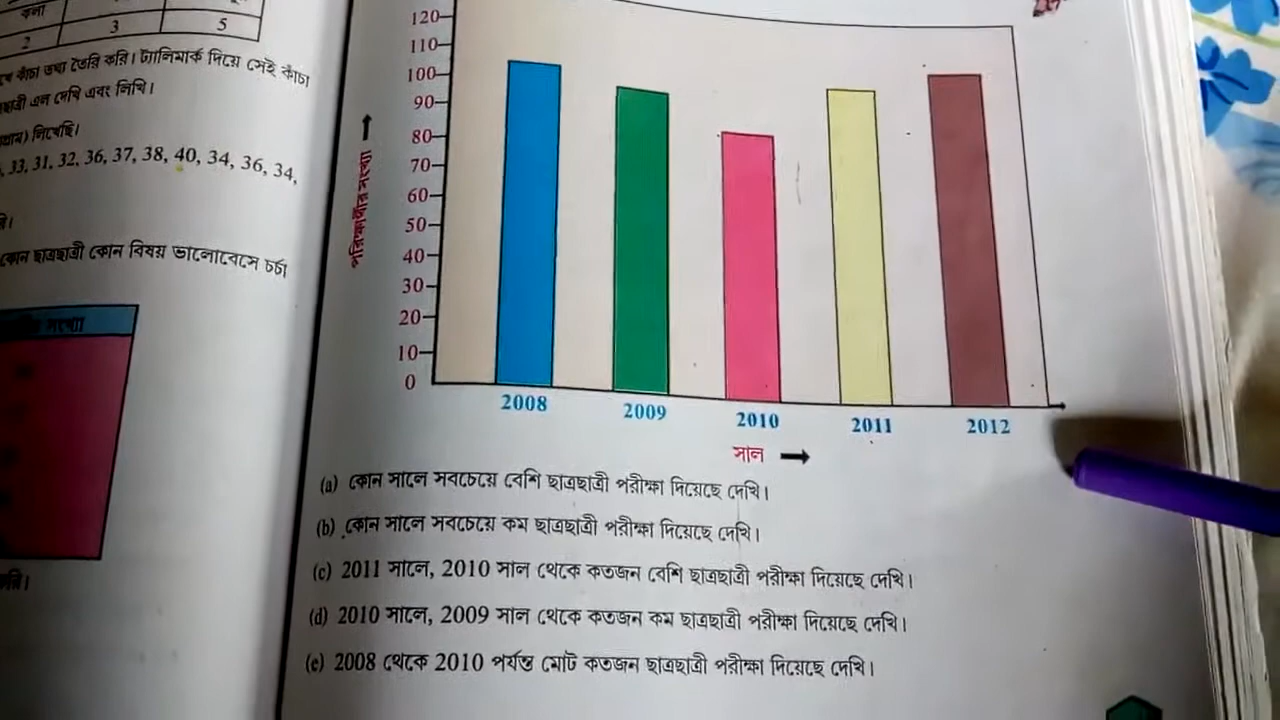 কলা
2 3 5
কাঁচা তথ্য তৈরি করি। ট্যালিমার্ক দিয়ে সেই কাঁচা
এল দেখি এবং লিখি।
লিখেছি।
, 33, 31, 32, 36, 37, 38, 40, 34, 36, 34,
কোন ছাত্রছাত্রী কোন বিষয় ভালোবেসে চর্চা
সংখ্যা
120
110
100
90
80
70
60
50
40
30
20
10
0
পরিক্ষার্থীর সংখ্যা
2008 2009 2010 2011 2012
সাল
(a) কোন সালে সবচেয়ে বেশি ছাত্রছাত্রী পরীক্ষা দিয়েছে দেখি।
(b) কোন সালে সবচেয়ে কম ছাত্রছাত্রী পরীক্ষা দিয়েছে দেখি।
(c) 2011 সালে, 2010 সাল থেকে কতজন বেশি ছাত্রছাত্রী পরীক্ষা দিয়েছে দেখি।
(d) 2010 সালে, 2009 সাল থেকে কতজন কম ছাত্রছাত্রী পরীক্ষা দিয়েছে দেখি।
(e) 2008 থেকে 2010 পর্যন্ত মোট কতজন ছাত্রছাত্রী পরীক্ষা দিয়েছে দেখি।